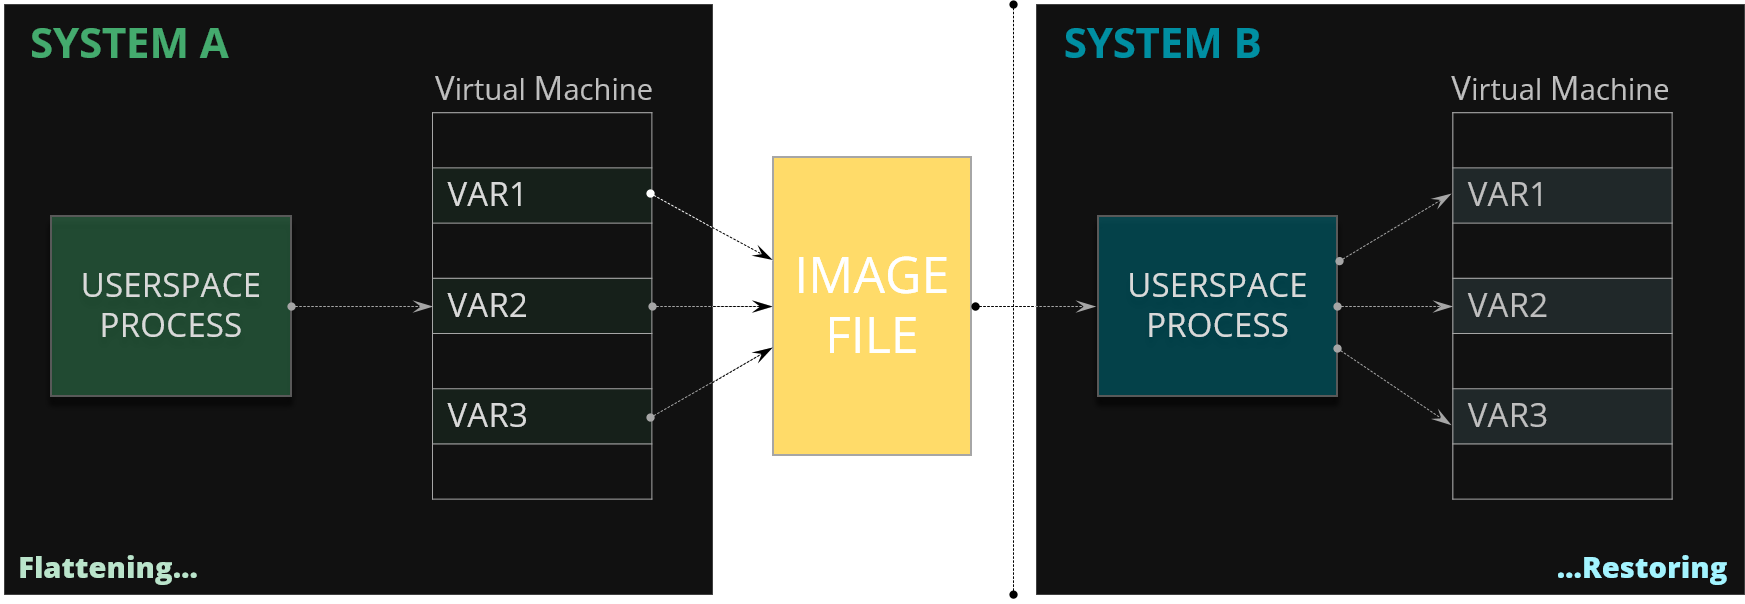 SYSTEM A
Virtual Machine
VAR1
USERSPACE
PROCESS
VAR2
VAR3
Flattening...
IMAGE
FILE
SYSTEM B
Virtual Machine
VAR1
USERSPACE
PROCESS
VAR2
VAR3
...Restoring